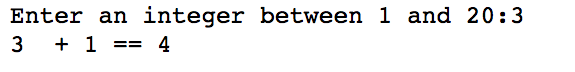 Enter an integer between 1 and 20:3
3  + 1 == 4